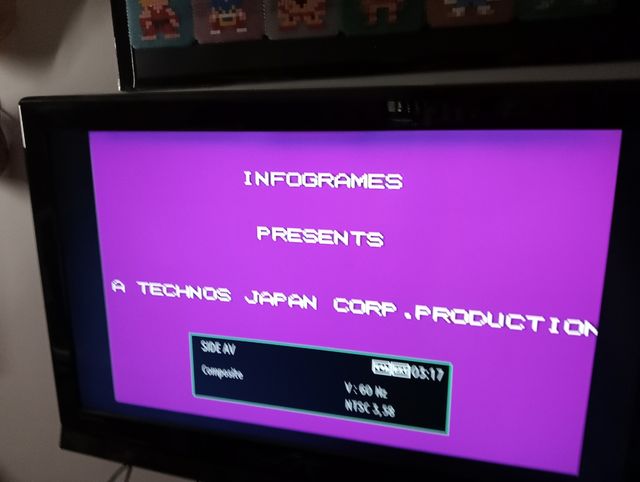 INFOGRAMES
PRESENTS
A TECHNOS JAPAN CORP.PRODUCTION
SIDE AV
03:17
Composite
V : 60 Hz
NTSC 3,58